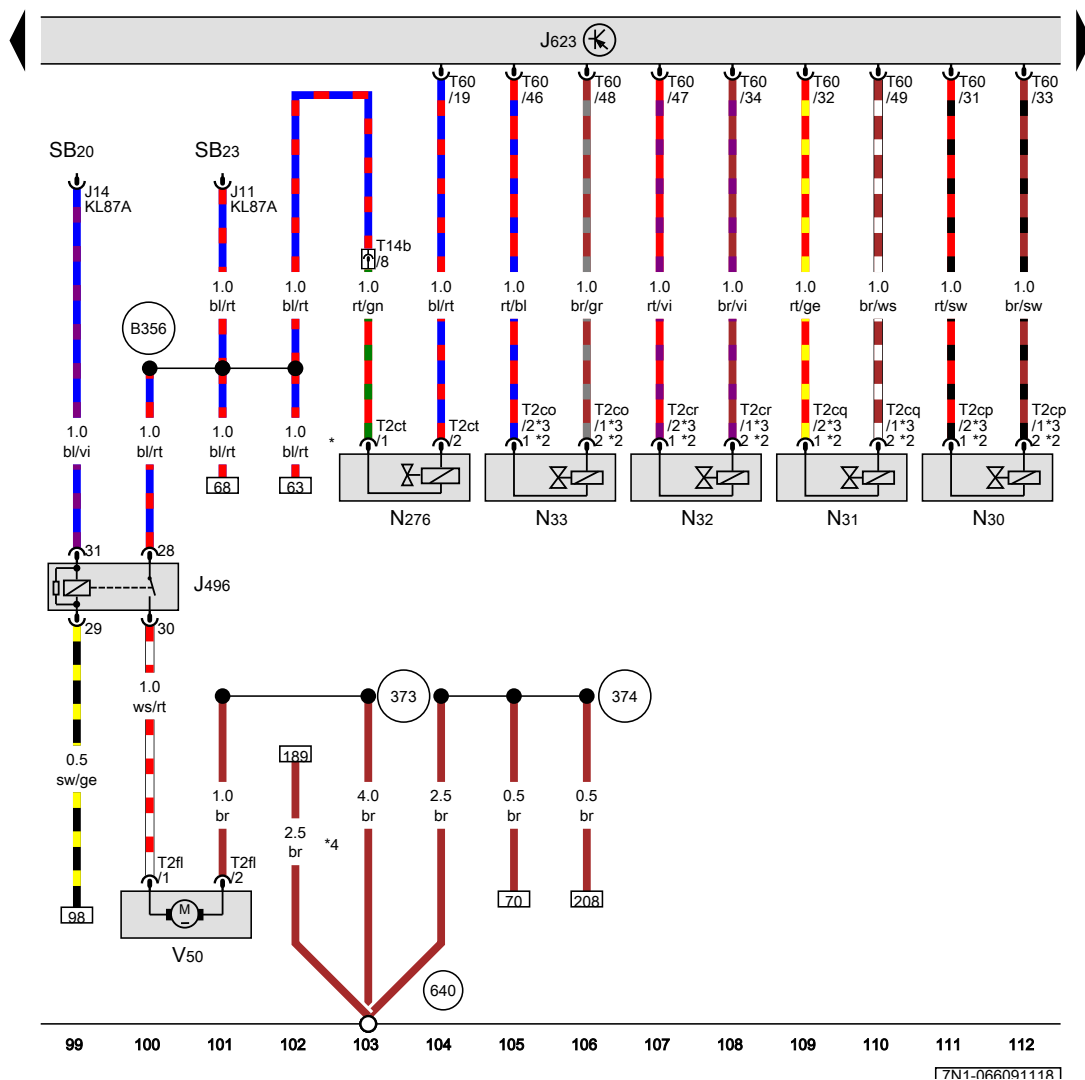 J623
T60 T60 T60 T60 T60 T60 T60 T60 T60
/19 /46 /48 /47 /34 /32 /49 /31 /33
SB20 SB23
J14 J11
KL87A KL87A
T14b
/8
1.0 1.0 1.0 1.0 1.0 1.0 1.0 1.0 1.0 1.0 1.0 1.0
bl/rt bl/rt rt/gn bl/rt rt/bl br/gr rt/vi br/vi rt/ge br/ws rt/sw br/sw
B356
T2ct T2ct T2co T2co T2cr T2cr T2cq T2cq T2cp T2cp
/1 /2 /2*3 /1*3 /2*3 /1*3 /2*3 /1*3 /2*3 /1*3
1 *2 2 *2 1 *2 2 *2 1 *2 2 *2 1 *2 2 *2
1.0 1.0 1.0 1.0 *
bl/vi bl/rt bl/rt bl/rt
68 63
N276 N33 N32 N31 N30
31 28
J496
29 30
1.0
ws/rt
373 374
189
0.5
sw/ge
1.0 4.0 2.5 0.5 0.5
br br br br br
2.5
br *4
T2fl T2fl
/1 /2
70 208
98
M
V50
640
99 100 101 102 103 104 105 106 107 108 109 110 111 112
7N1-066091118